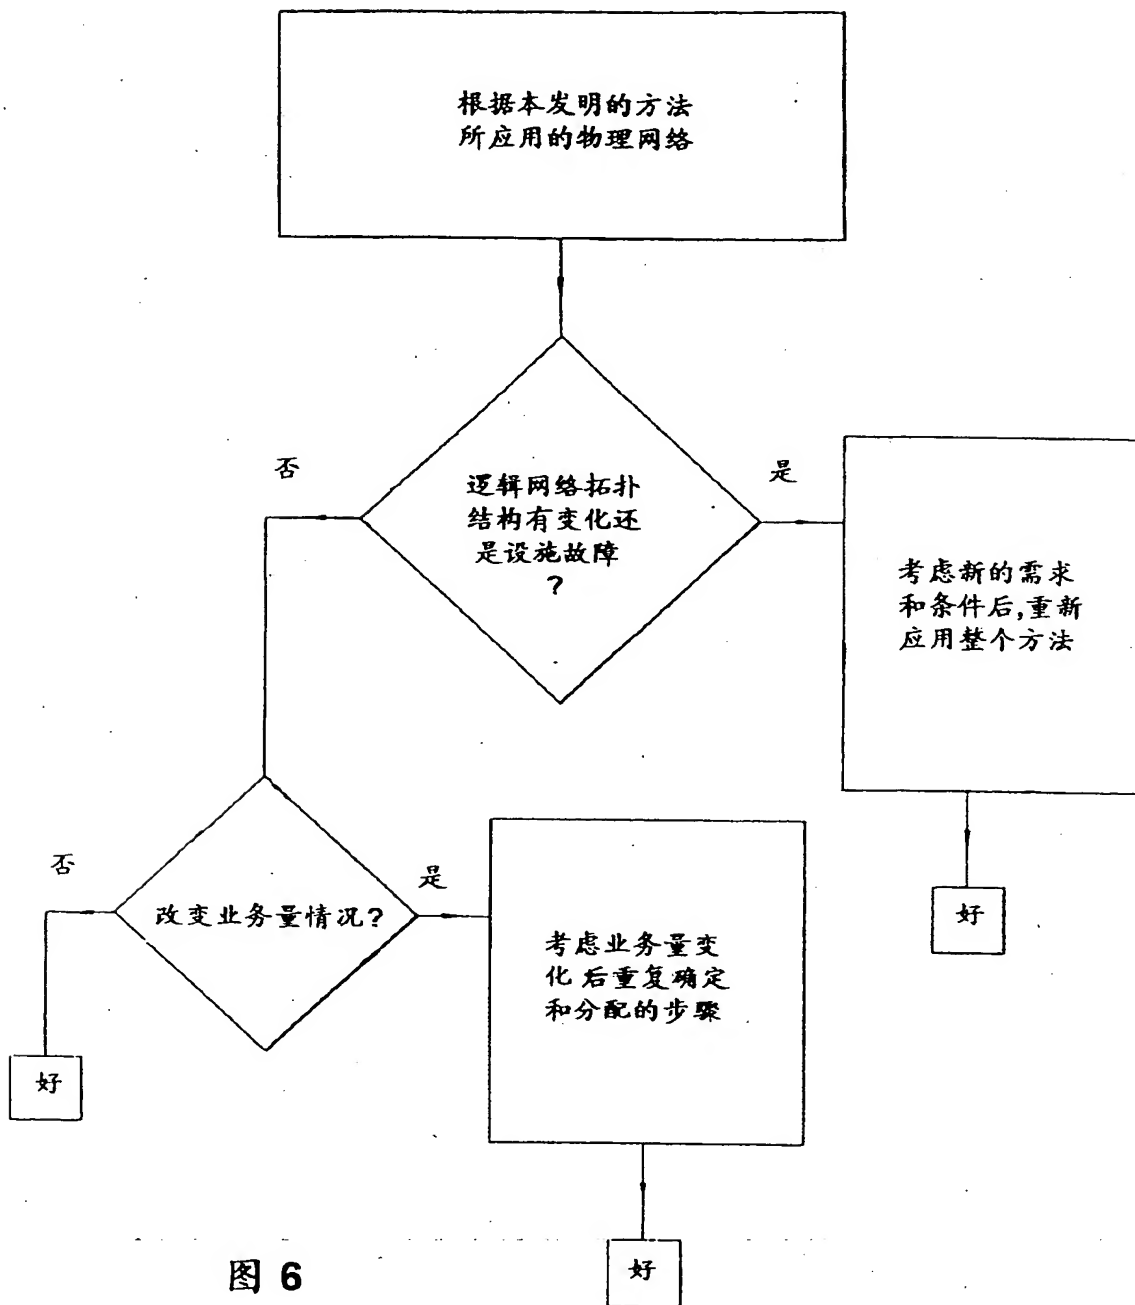 根据本发明的方法
所应用的物理网络
否
是
逻辑网络拓扑
结构有变化还
是设施故障
?
考虑新的需求
和条件后,重新
应用整个方法
否
是
改变业务量情况?
好
考虑业务量变
化后重复确定
和分配的步骤
好
好
图 6